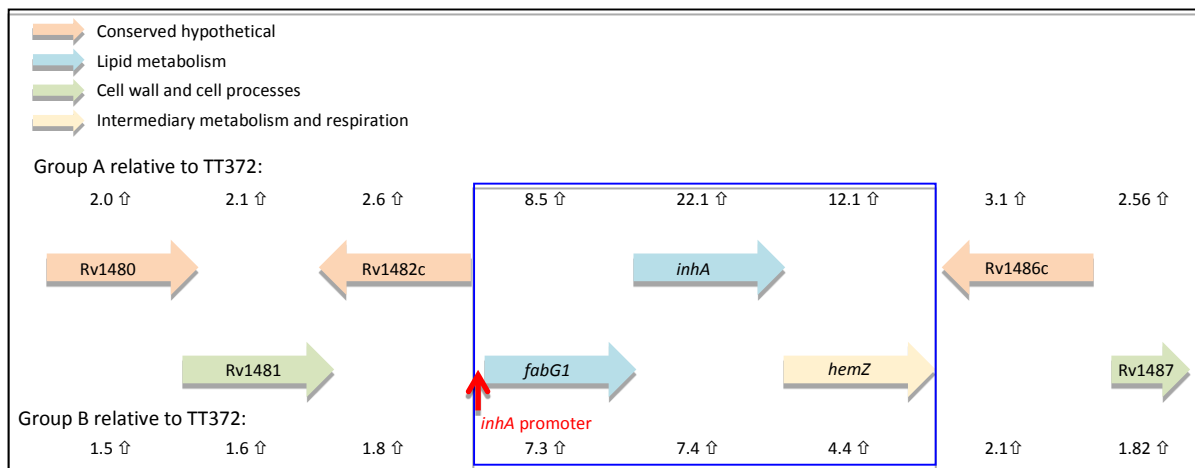 Conserved hypothetical
Lipid metabolism
Cell wall and cell processes
Intermediary metabolism and respiration
Group A relative to TT372:
2.0 ⇧ 2.1 ⇧ 2.6 ⇧ 8.5 ⇧ 22.1 ⇧ 12.1 ⇧ 3.1 ⇧ 2.56 ⇧
Rv1480 Rv1482c inhA Rv1486c
Rv1481 fabG1 hemZ Rv1487
Group B relative to TT372:
inhA promoter
1.5 ⇧ 1.6 ⇧ 1.8 ⇧ 7.3 ⇧ 7.4 ⇧ 4.4 ⇧ 2.1⇧ 1.82 ⇧